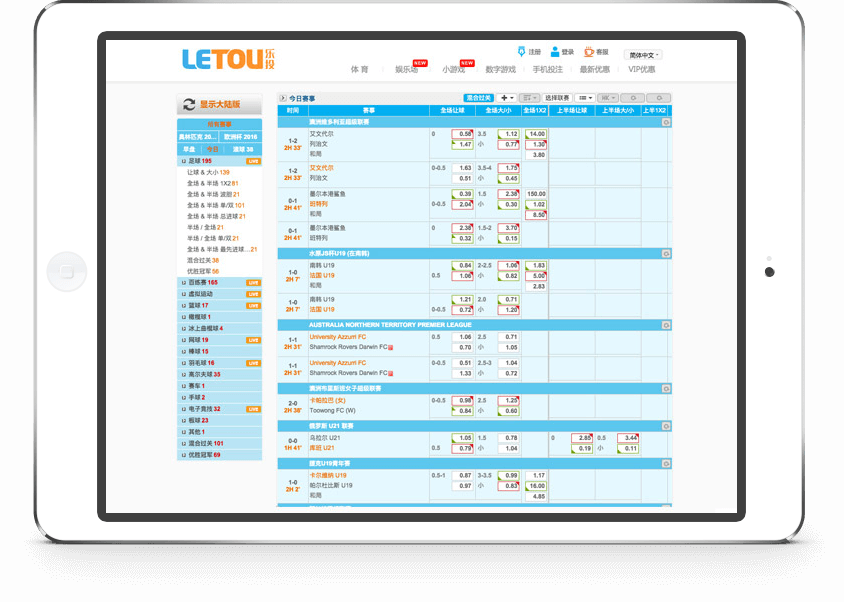 LETOU乐投
注册 登录 客服 简体中文
体育 娱乐场 NEW 小游戏 NEW 数字游戏 手机投注 最新优惠 VIP优惠
显示大陆版
奥林匹克 20... 欧洲杯 2016
早盘 今日 滚球 38
足球 195 LIVE
让球 & 大小 139
全场 & 半场 1X2 81
全场 & 半场 波胆 21
全场 & 半场 单/双 101
全场 & 半场 总进球 21
半场 / 全场 21
半场 / 全场 单/双 21
全场 & 半场 最先进球...21
混合过关 38
优胜冠军 56
百练赛 165 LIVE
虚拟运动 LIVE
篮球 17 LIVE
橄榄球 1
冰上曲棍球 4
网球 19 LIVE
棒球 15
羽毛球 16 LIVE
高尔夫球 35
赛车 1
手球 2
电子竞技 32 LIVE
板球 23
其他 1
混合过关 101
优胜冠军 69
今日赛事 混合过关 选择联赛
时间 赛事 全场让球 全场大/小 全场1X2 上半场让球 上半场大/小 上半1X2
澳洲维多利亚超级联赛
1-2 艾文代尔 0 0.58 3.5 1.12 14.00
2H 33' 列治文 1.47 小 0.77 1.30
和局 3.80
1-2 艾文代尔 0-0.5 1.63 3.5-4 1.75
2H 33' 列治文 0.51 小 0.45
0-1 墨尔本港鲨鱼 0.39 1.5 2.38 150.00
2H 41' 班特列 0-0.5 2.04 小 0.30 1.02
和局 8.50
0-1 墨尔本港鲨鱼 0 2.38 1.5-2 3.70
2H 41' 班特列 0.32 小 0.15
水原JS杯U19 (在南韩)
1-0 南韩 U19 0.84 2-2.5 1.06 1.83
2H 7' 法国 U19 0.5 1.06 小 0.82 5.00
和局 2.83
1-0 南韩 U19 1.21 2.0 0.71
2H 7' 法国 U19 0-0.5 0.72 小 1.20
AUSTRALIA NORTHERN TERRITORY PREMIER LEAGUE
1-1 University Azzurri FC 0.5 1.06 2.5 0.71
2H 31' Shamrock Rovers Darwin FC 0.70 小 1.05
1-1 University Azzurri FC 0-0.5 0.51 2.5-3 1.04
2H 31' Shamrock Rovers Darwin FC 1.33 小 0.72
澳洲布里斯班女子超级联赛
2-0 卡帕拉巴 (女) 0-0.5 0.98 2.5 1.25
2H 38' Toowong FC (W) 0.84 小 0.60
俄罗斯 U21 联赛
0-0 乌拉尔 U21 1.05 1.5 0.78 0 2.85 0.5 3.44
1H 41' 库班 U21 0.5 0.79 小 1.04 0.19 小 0.11
捷克U19青年赛
1-0 卡尔维纳 U19 0.5-1 0.87 3-3.5 0.99 1.17
2H 2' 帕尔杜比斯 U19 0.97 小 0.83 16.00
和局 4.85